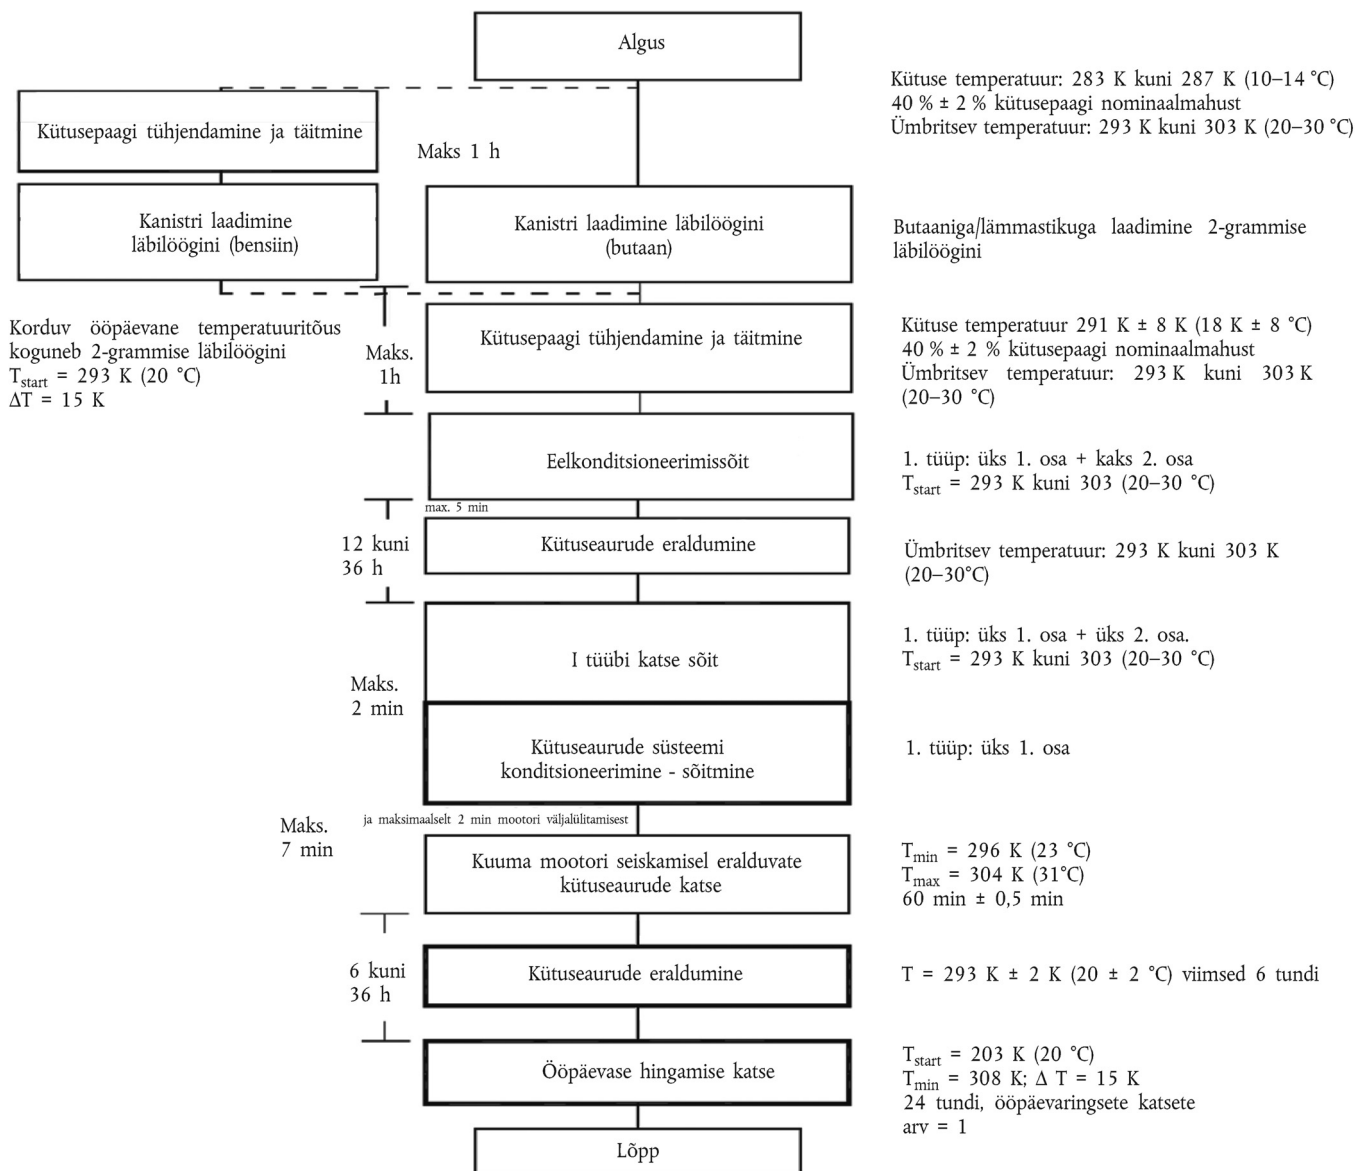 Algus
Kütuse temperatuur: 283 K kuni 287 K (10–14 °C)
40 % ± 2 % kütusepaagi nominaalmahust
Ümbritsev temperatuur: 293 K kuni 303 K (20–30 °C)
Kütusepaagi tühjendamine ja täitmine
Maks 1 h
Kanistri laadimine
läbilöögini (bensiin)
Kanistri laadimine läbilöögini
(butaan)
Butaaniga/lämmastikuga laadimine 2-grammise
läbilöögini
Korduv ööpäevane temperatuuritõus
koguneb 2-grammise läbilöögini
Tstart = 293 K (20 °C)
ΔT = 15 K
Maks.
1h
Kütusepaagi tühjendamine ja täitmine
Kütuse temperatuur 291 K ± 8 K (18 K ± 8 °C)
40 % ± 2 % kütusepaagi nominaalmahust
Ümbritsev temperatuur: 293 K kuni 303 K
(20–30 °C)
Eelkonditsioneerimissõit
1. tüüp: üks 1. osa + kaks 2. osa
Tstart = 293 K kuni 303 (20–30 °C)
max. 5 min
12 kuni
36 h
Kütuseaurude eraldumine
Ümbritsev temperatuur: 293 K kuni 303 K
(20–30°C)
I tüübi katse sõit
1. tüüp: üks 1. osa + üks 2. osa.
Tstart = 293 K kuni 303 (20–30 °C)
Maks.
2 min
Kütuseaurude süsteemi
konditsioneerimine - sõitmine
1. tüüp: üks 1. osa
Maks.
7 min
ja maksimaalselt 2 min mootori väljalülitamisest
Kuuma mootori seiskamisel eralduvate
kütuseaurude katse
Tmin = 296 K (23 °C)
Tmax = 304 K (31°C)
60 min ± 0,5 min
6 kuni
36 h
Kütuseaurude eraldumine
T = 293 K ± 2 K (20 ± 2 °C) viimsed 6 tundi
Ööpäevase hingamise katse
Tstart = 203 K (20 °C)
Tmin = 308 K; Δ T = 15 K
24 tundi, ööpäevaringsete katsete
arv = 1
Lõpp